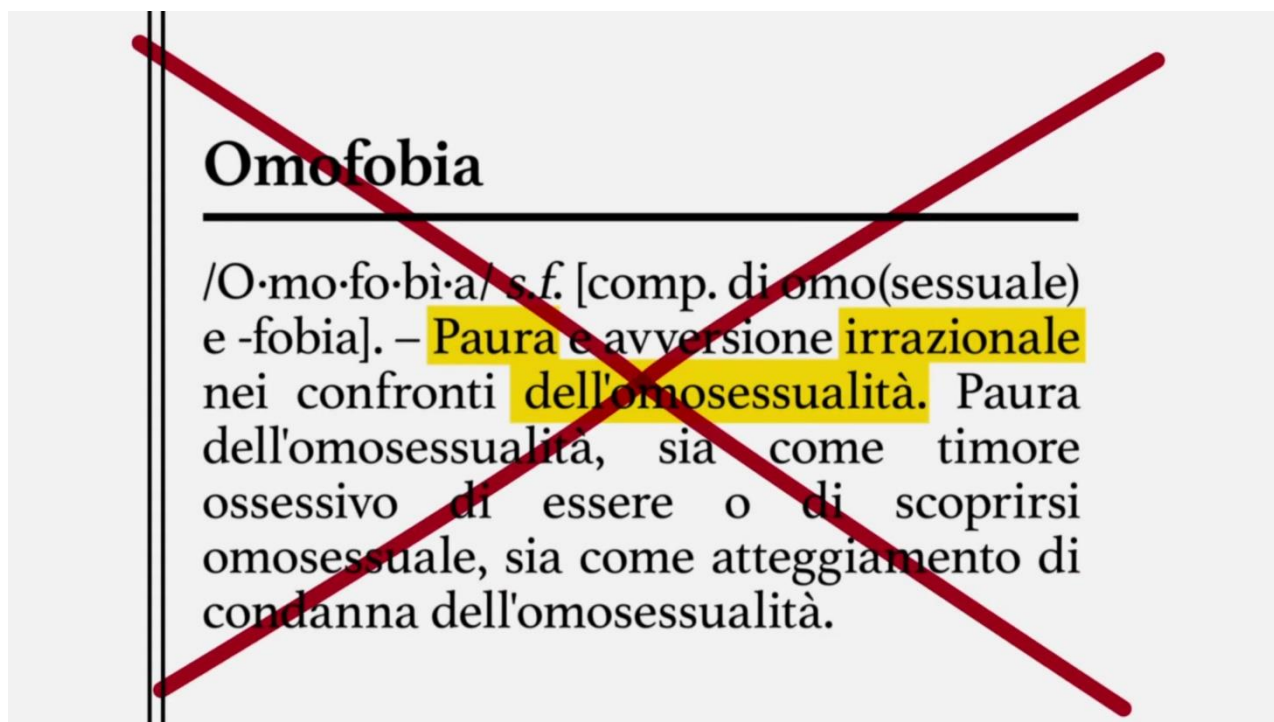 Omofobia
/O·mo·fo·bì·a/ s.f. [comp. di omo(sessuale)
e -fobia]. – Paura e avversione irrazionale
nei confronti dell'omosessualità. Paura
dell'omosessualità, sia come timore
ossessivo di essere o di scoprirsi
omosessuale, sia come atteggiamento di
condanna dell'omosessualità.